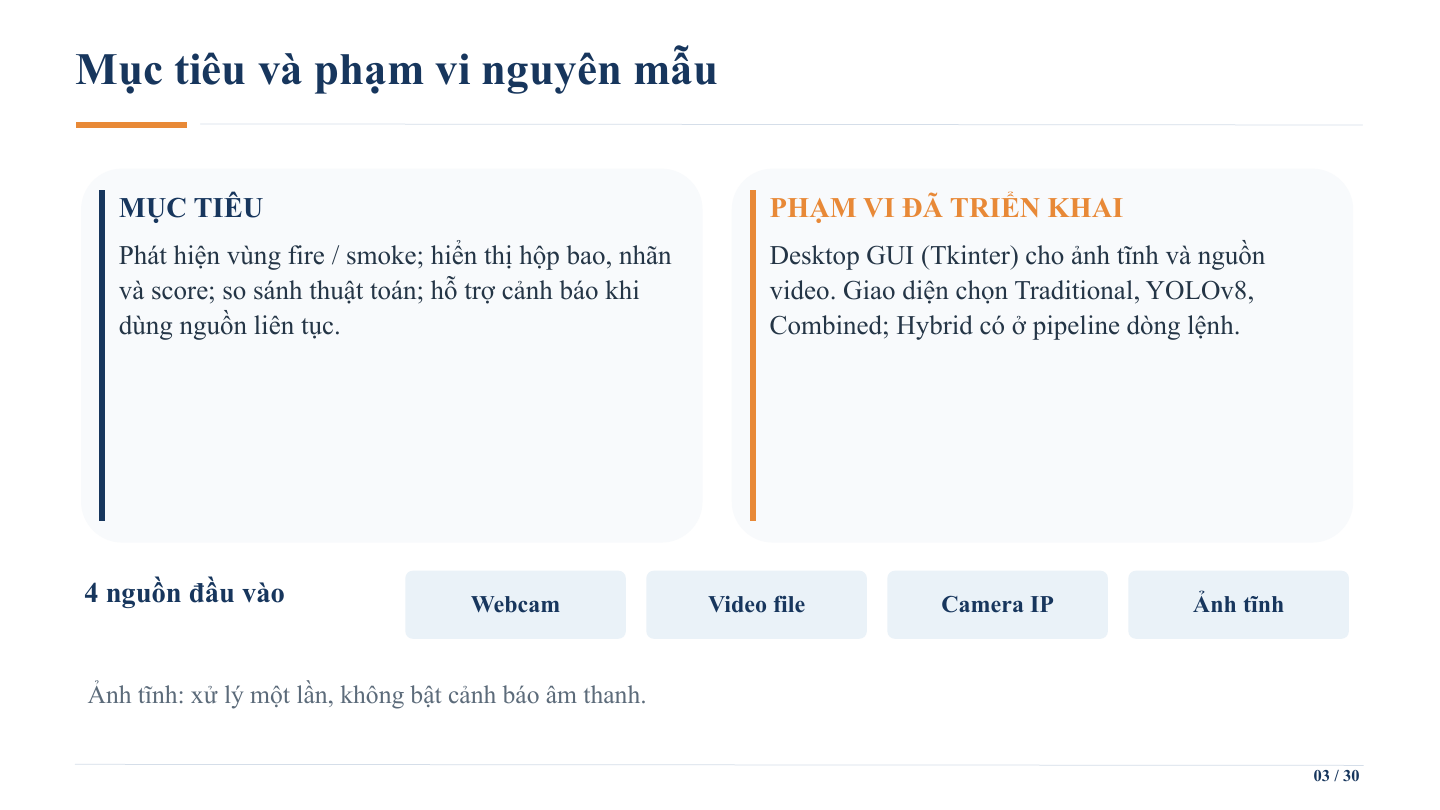 Mục tiêu và phạm vi nguyên mẫu
MỤC TIÊU
Phát hiện vùng fire / smoke; hiển thị hộp bao, nhãn
và score; so sánh thuật toán; hỗ trợ cảnh báo khi
dùng nguồn liên tục.
PHẠM VI ĐÃ TRIỂN KHAI
Desktop GUI (Tkinter) cho ảnh tĩnh và nguồn
video. Giao diện chọn Traditional, YOLOv8,
Combined; Hybrid có ở pipeline dòng lệnh.
4 nguồn đầu vào
Webcam
Video file
Camera IP
Ảnh tĩnh
Ảnh tĩnh: xử lý một lần, không bật cảnh báo âm thanh.
03 / 30